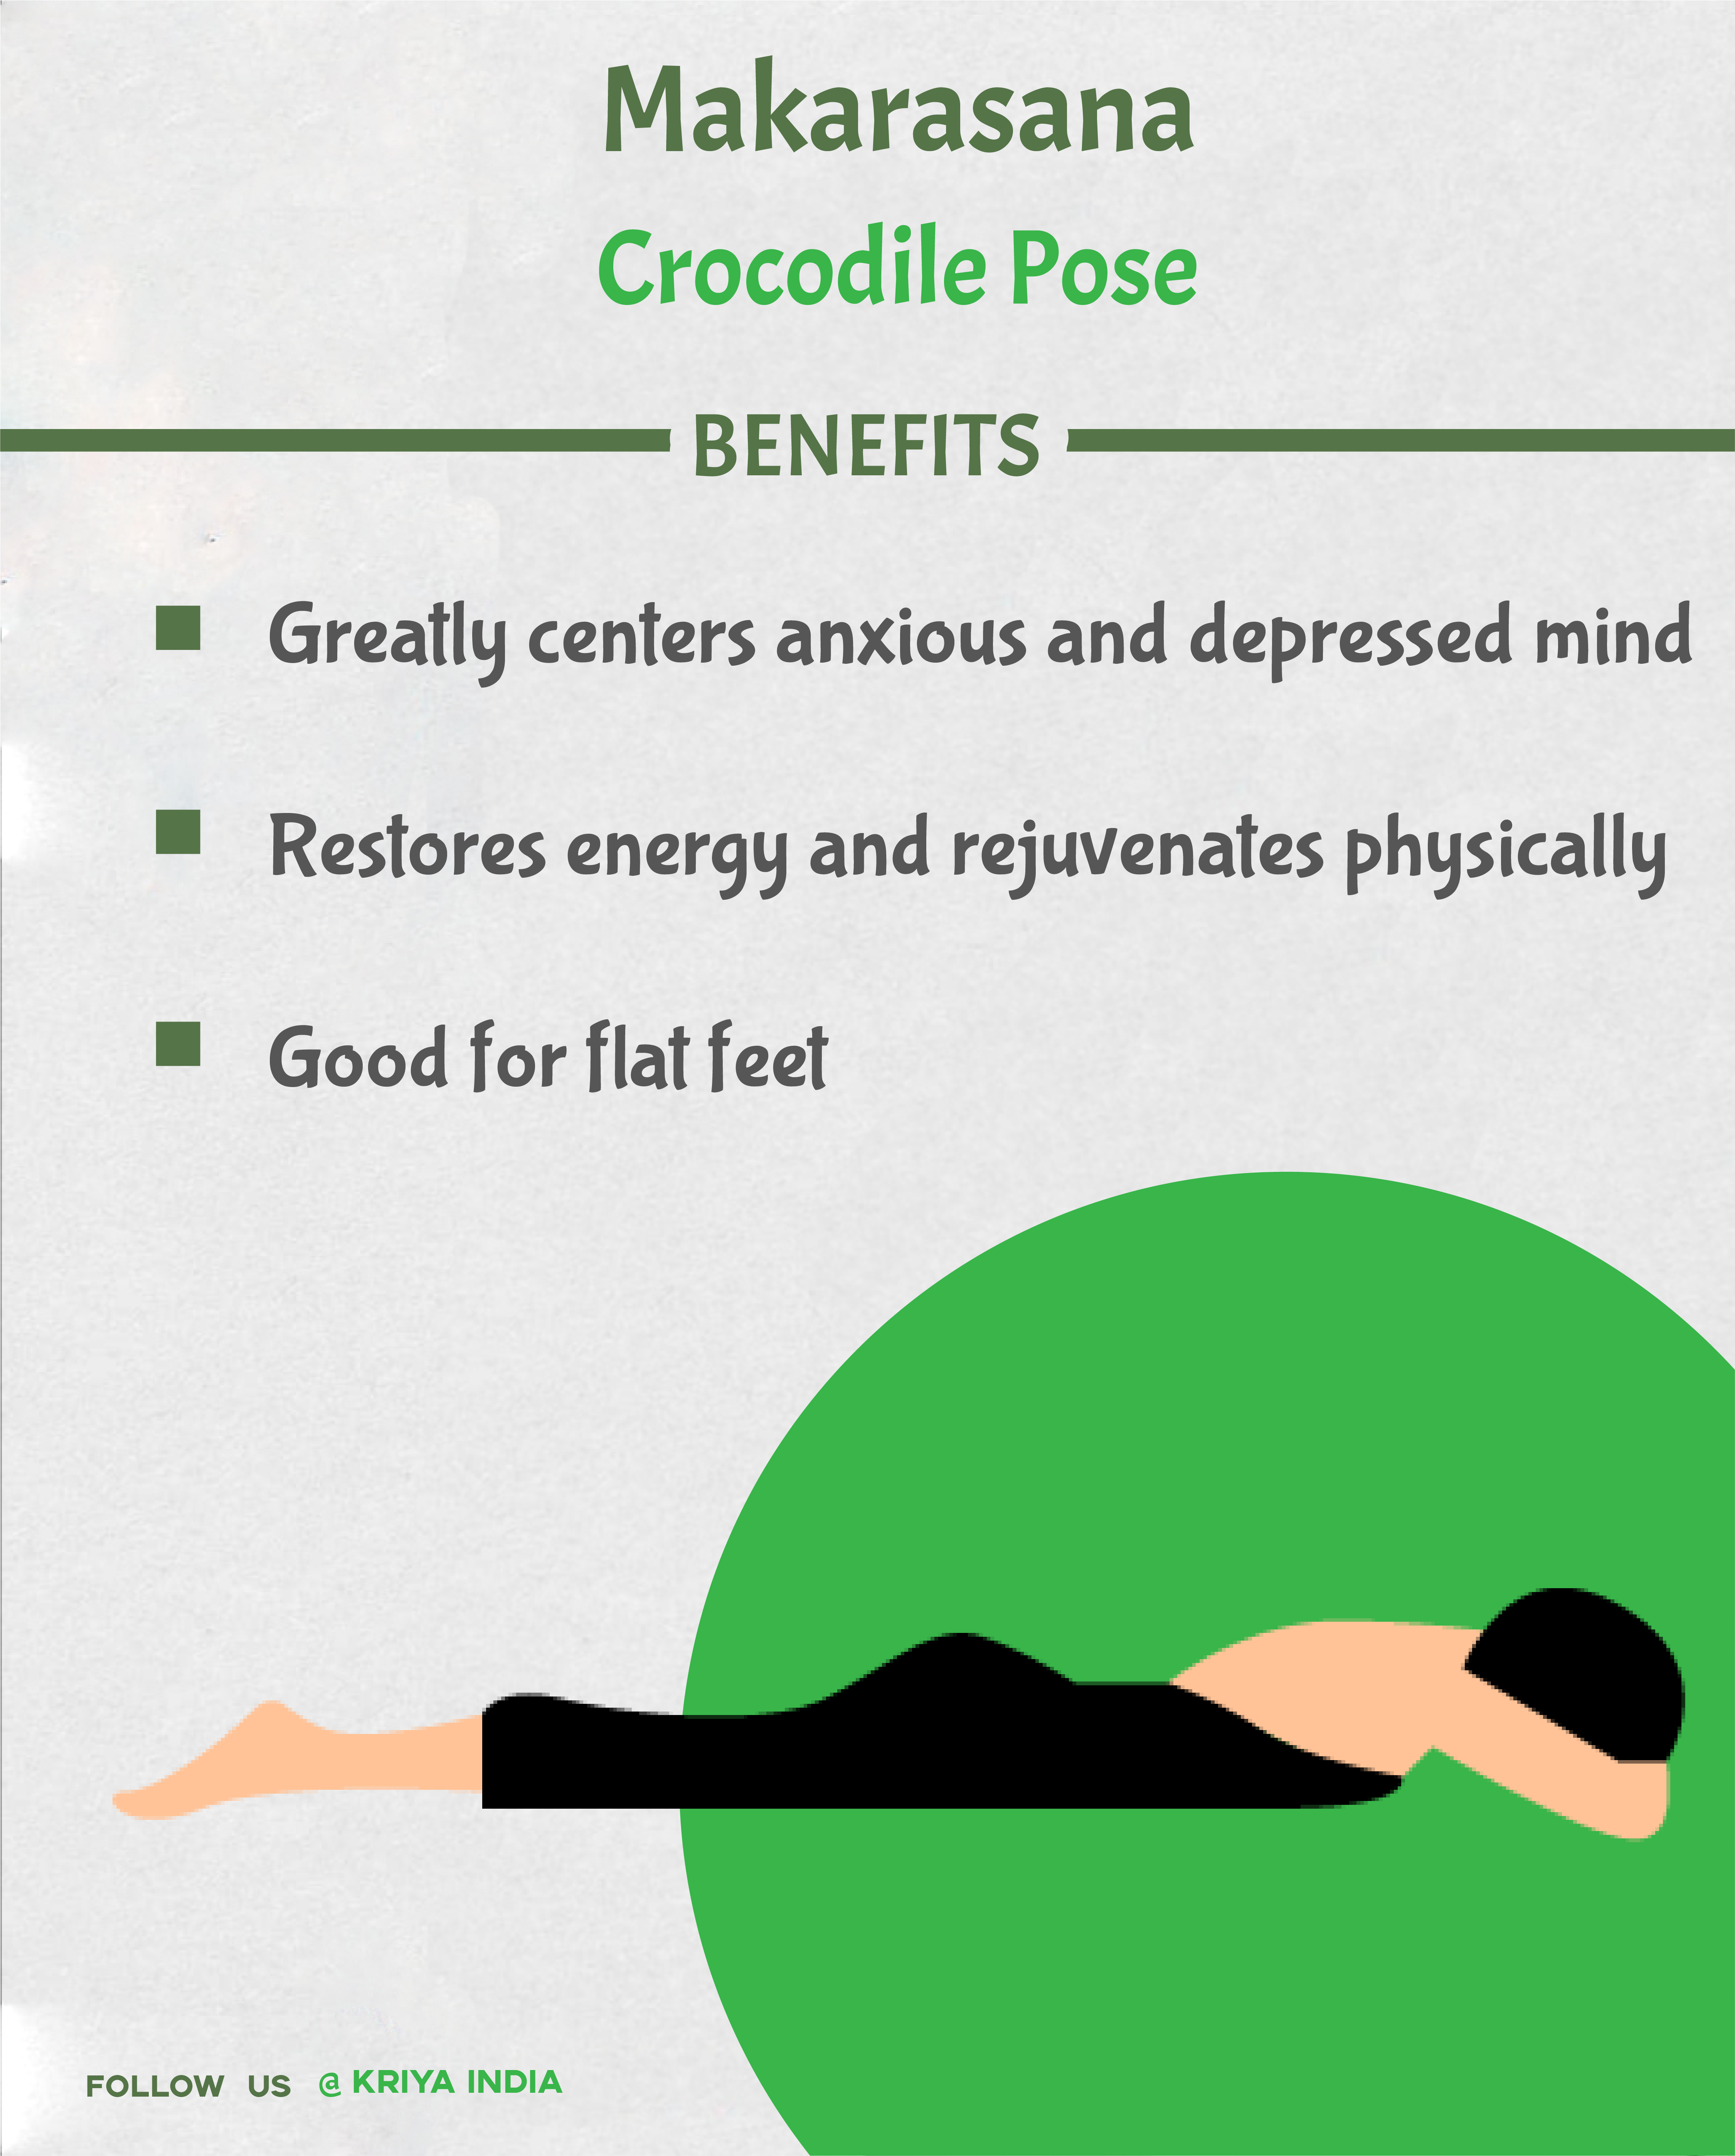 Makarasana
Crocodile Pose
BENEFITS
Greatly centers anxious and depressed mind
Restores energy and rejuvenates physically
Good for flat feet
FOLLOW US @ KRIYA INDIA